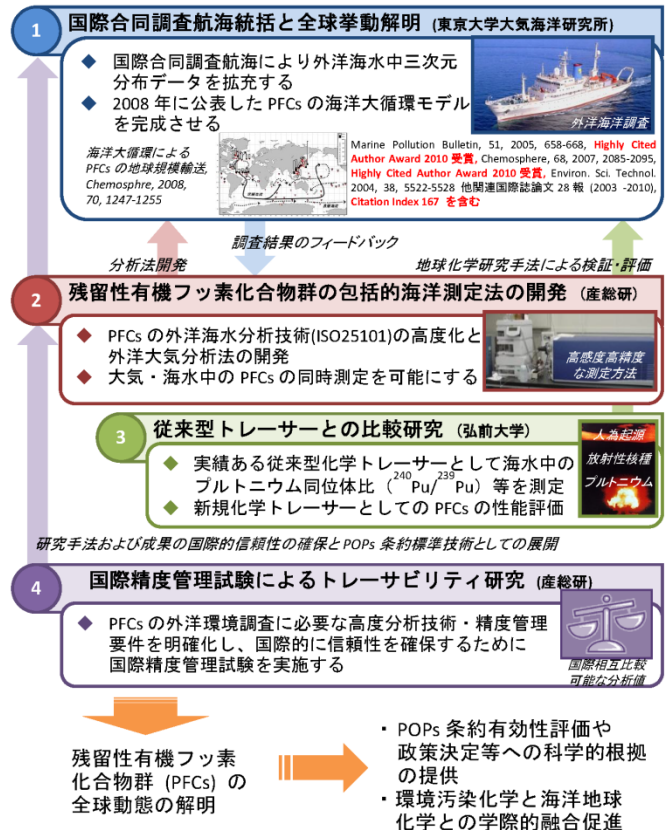 1 国際合同調査航海統括と全球挙動解明 (東京大学大気海洋研究所)
◆ 国際合同調査航海により外洋海水中三次元
分布データを拡充する
◆ 2008 年に公表した PFCs の海洋大循環モデル
を完成させる
外洋海洋調査
海洋大循環による
PFCs の地球規模輸送,
Chemosphre, 2008,
70, 1247-1255
Marine Pollution Bulletin, 51, 2005, 658-668, Highly Cited
Author Award 2010 受賞, Chemosphere, 68, 2007, 2085-2095,
Highly Cited Author Award 2010 受賞, Environ. Sci. Technol.
2004, 38, 5522-5528 他関連国際誌論文 28 報 (2003 -2010),
Citation Index 167 を含む
調査結果のフィードバック
分析法開発
地球化学研究手法による検証・評価
2 残留性有機フッ素化合物群の包括的海洋測定法の開発 (産総研)
◆ PFCs の外洋海水分析技術(ISO25101)の高度化と
外洋大気分析法の開発
◆ 大気・海水中の PFCs の同時測定を可能にする
高感度高精度
な測定方法
3 従来型トレーサーとの比較研究 (弘前大学)
◆ 実績ある従来型化学トレーサーとして海水中の
プルトニウム同位体比（240Pu/239Pu）等を測定
◆ 新規化学トレーサーとしての PFCs の性能評価
人為起源
放射性核種
プルトニウム
研究手法および成果の国際的信頼性の確保と POPs 条約標準技術としての展開
4 国際精度管理試験によるトレーサビリティ研究 (産総研)
◆ PFCs の外洋環境調査に必要な高度分析技術・精度管理
要件を明確化し、国際的に信頼性を確保するために
国際精度管理試験を実施する
国際相互比較
可能な分析値
残留性有機フッ素
化合物群 (PFCs) の
全球動態の解明
・POPs 条約有効性評価や
政策決定等への科学的根拠
の提供
・環境汚染化学と海洋地球
化学との学際的融合促進